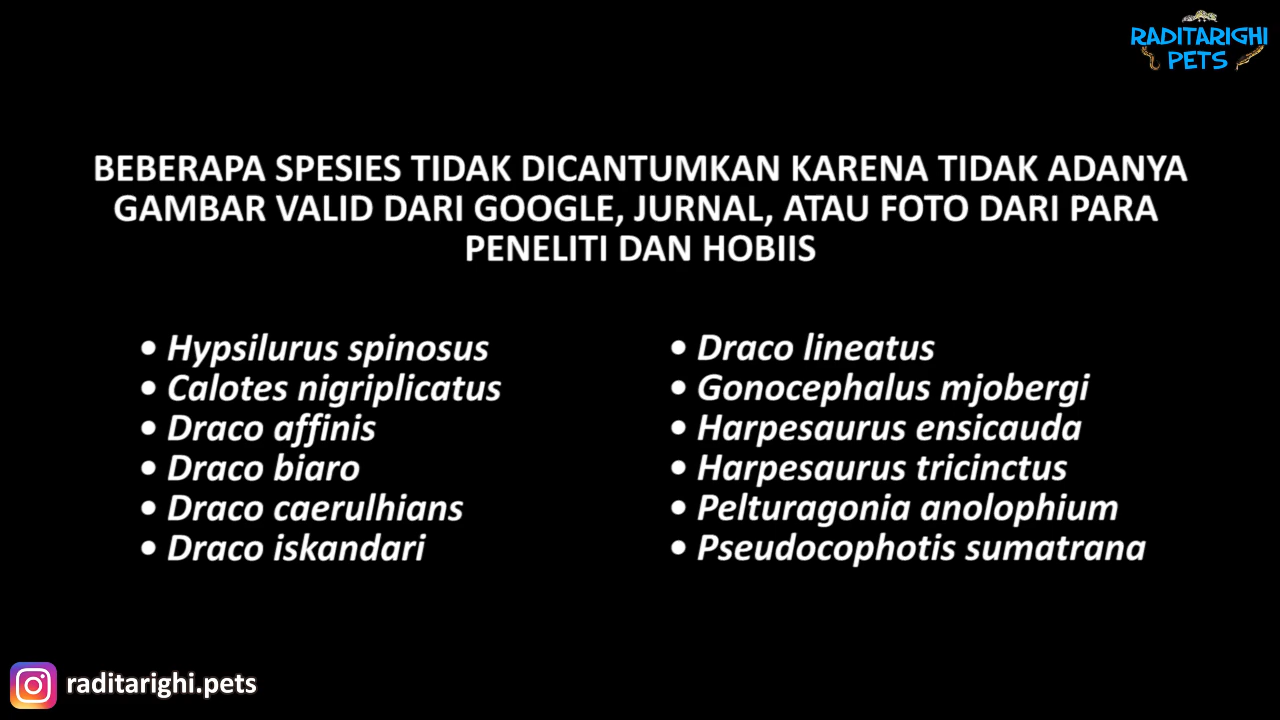 RADITARIGHI
PETS
BEBERAPA SPESIES TIDAK DICANTUMKAN KARENA TIDAK ADANYA
GAMBAR VALID DARI GOOGLE, JURNAL, ATAU FOTO DARI PARA
PENELITI DAN HOBIIS
• Hypsilurus spinosus
• Calotes nigriplicatus
• Draco affinis
• Draco biaro
• Draco caerulhians
• Draco iskandari
• Draco lineatus
• Gonocephalus mjobergi
• Harpesaurus ensicauda
• Harpesaurus tricinctus
• Pelturagonia anolophium
• Pseudocophotis sumatrana
raditarighi.pets